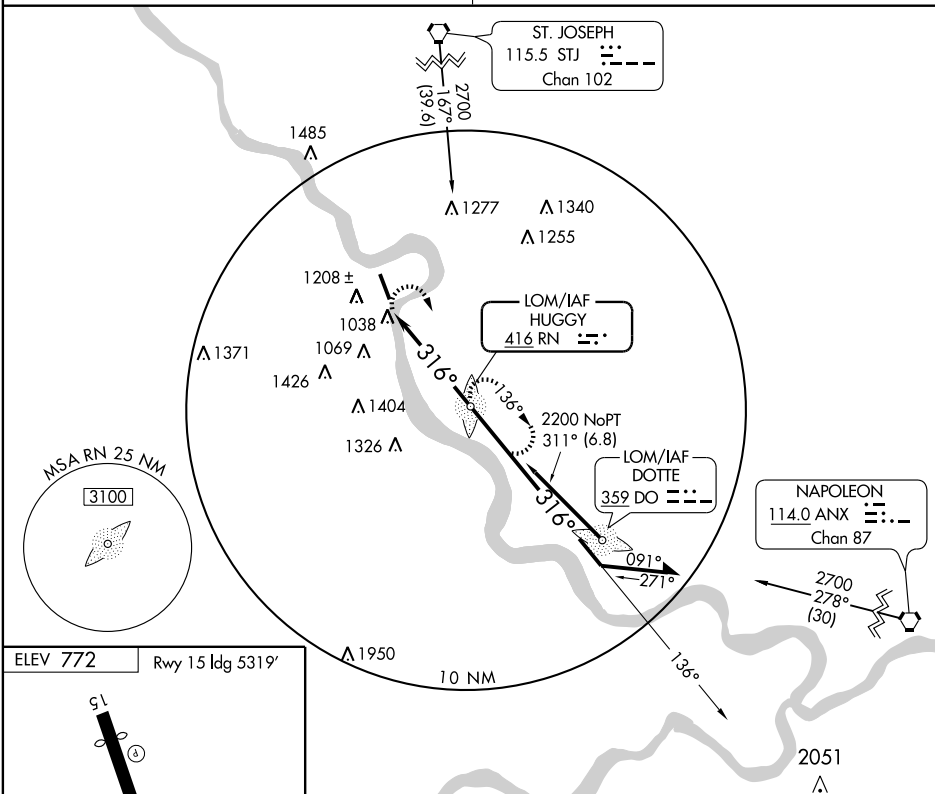 ST. JOSEPH
115.5 STJ
Chan 102
2700
167°
(39.6)
1485
1277
1340
1255
1208 ±
1038
1069
1371
1426
1404
1326
LOM/IAF
HUGGY
416 RN
316°
136°
2200 NoPT
311° (6.8)
LOM/IAF
DOTTE
359 DO
316°
091°
271°
MSA RN 25 NM
3100
NAPOLEON
114.0 ANX
Chan 87
2700
278°
(30)
136°
1950
10 NM
2051
ELEV 772
Rwy 15 ldg 5319'
15
P